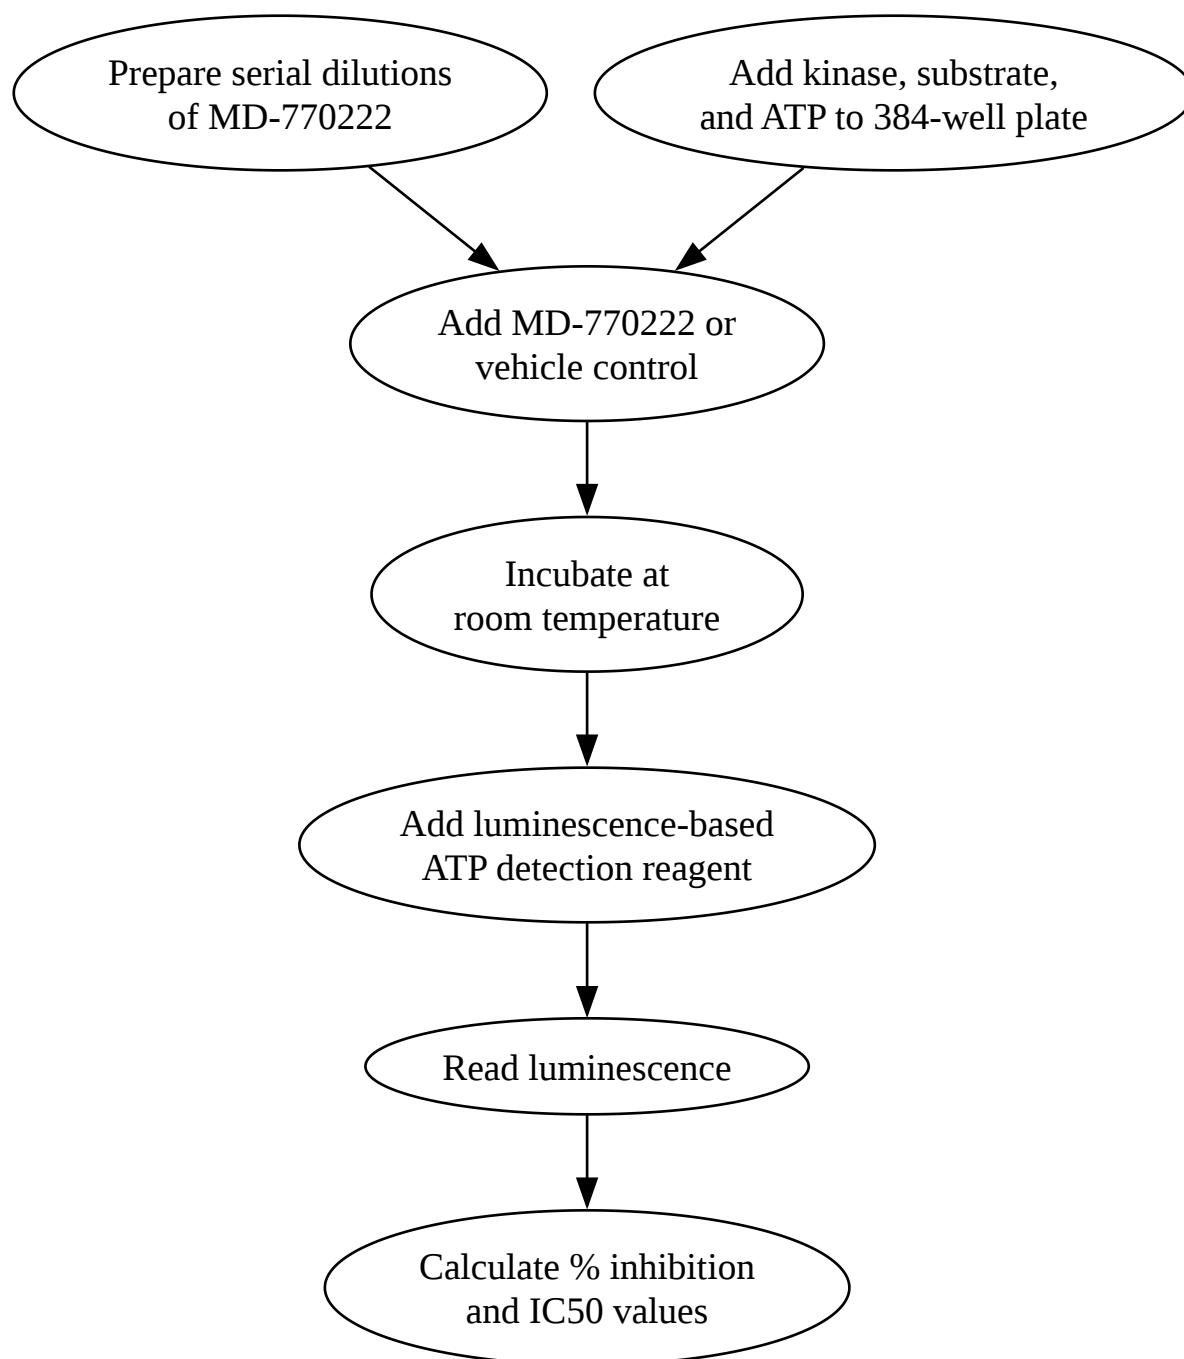 Prepare serial dilutions
of MD-770222
Add kinase, substrate,
and ATP to 384-well plate
Add MD-770222 or
vehicle control
Incubate at
room temperature
Add luminescence-based
ATP detection reagent
Read luminescence
Calculate % inhibition
and IC50 values